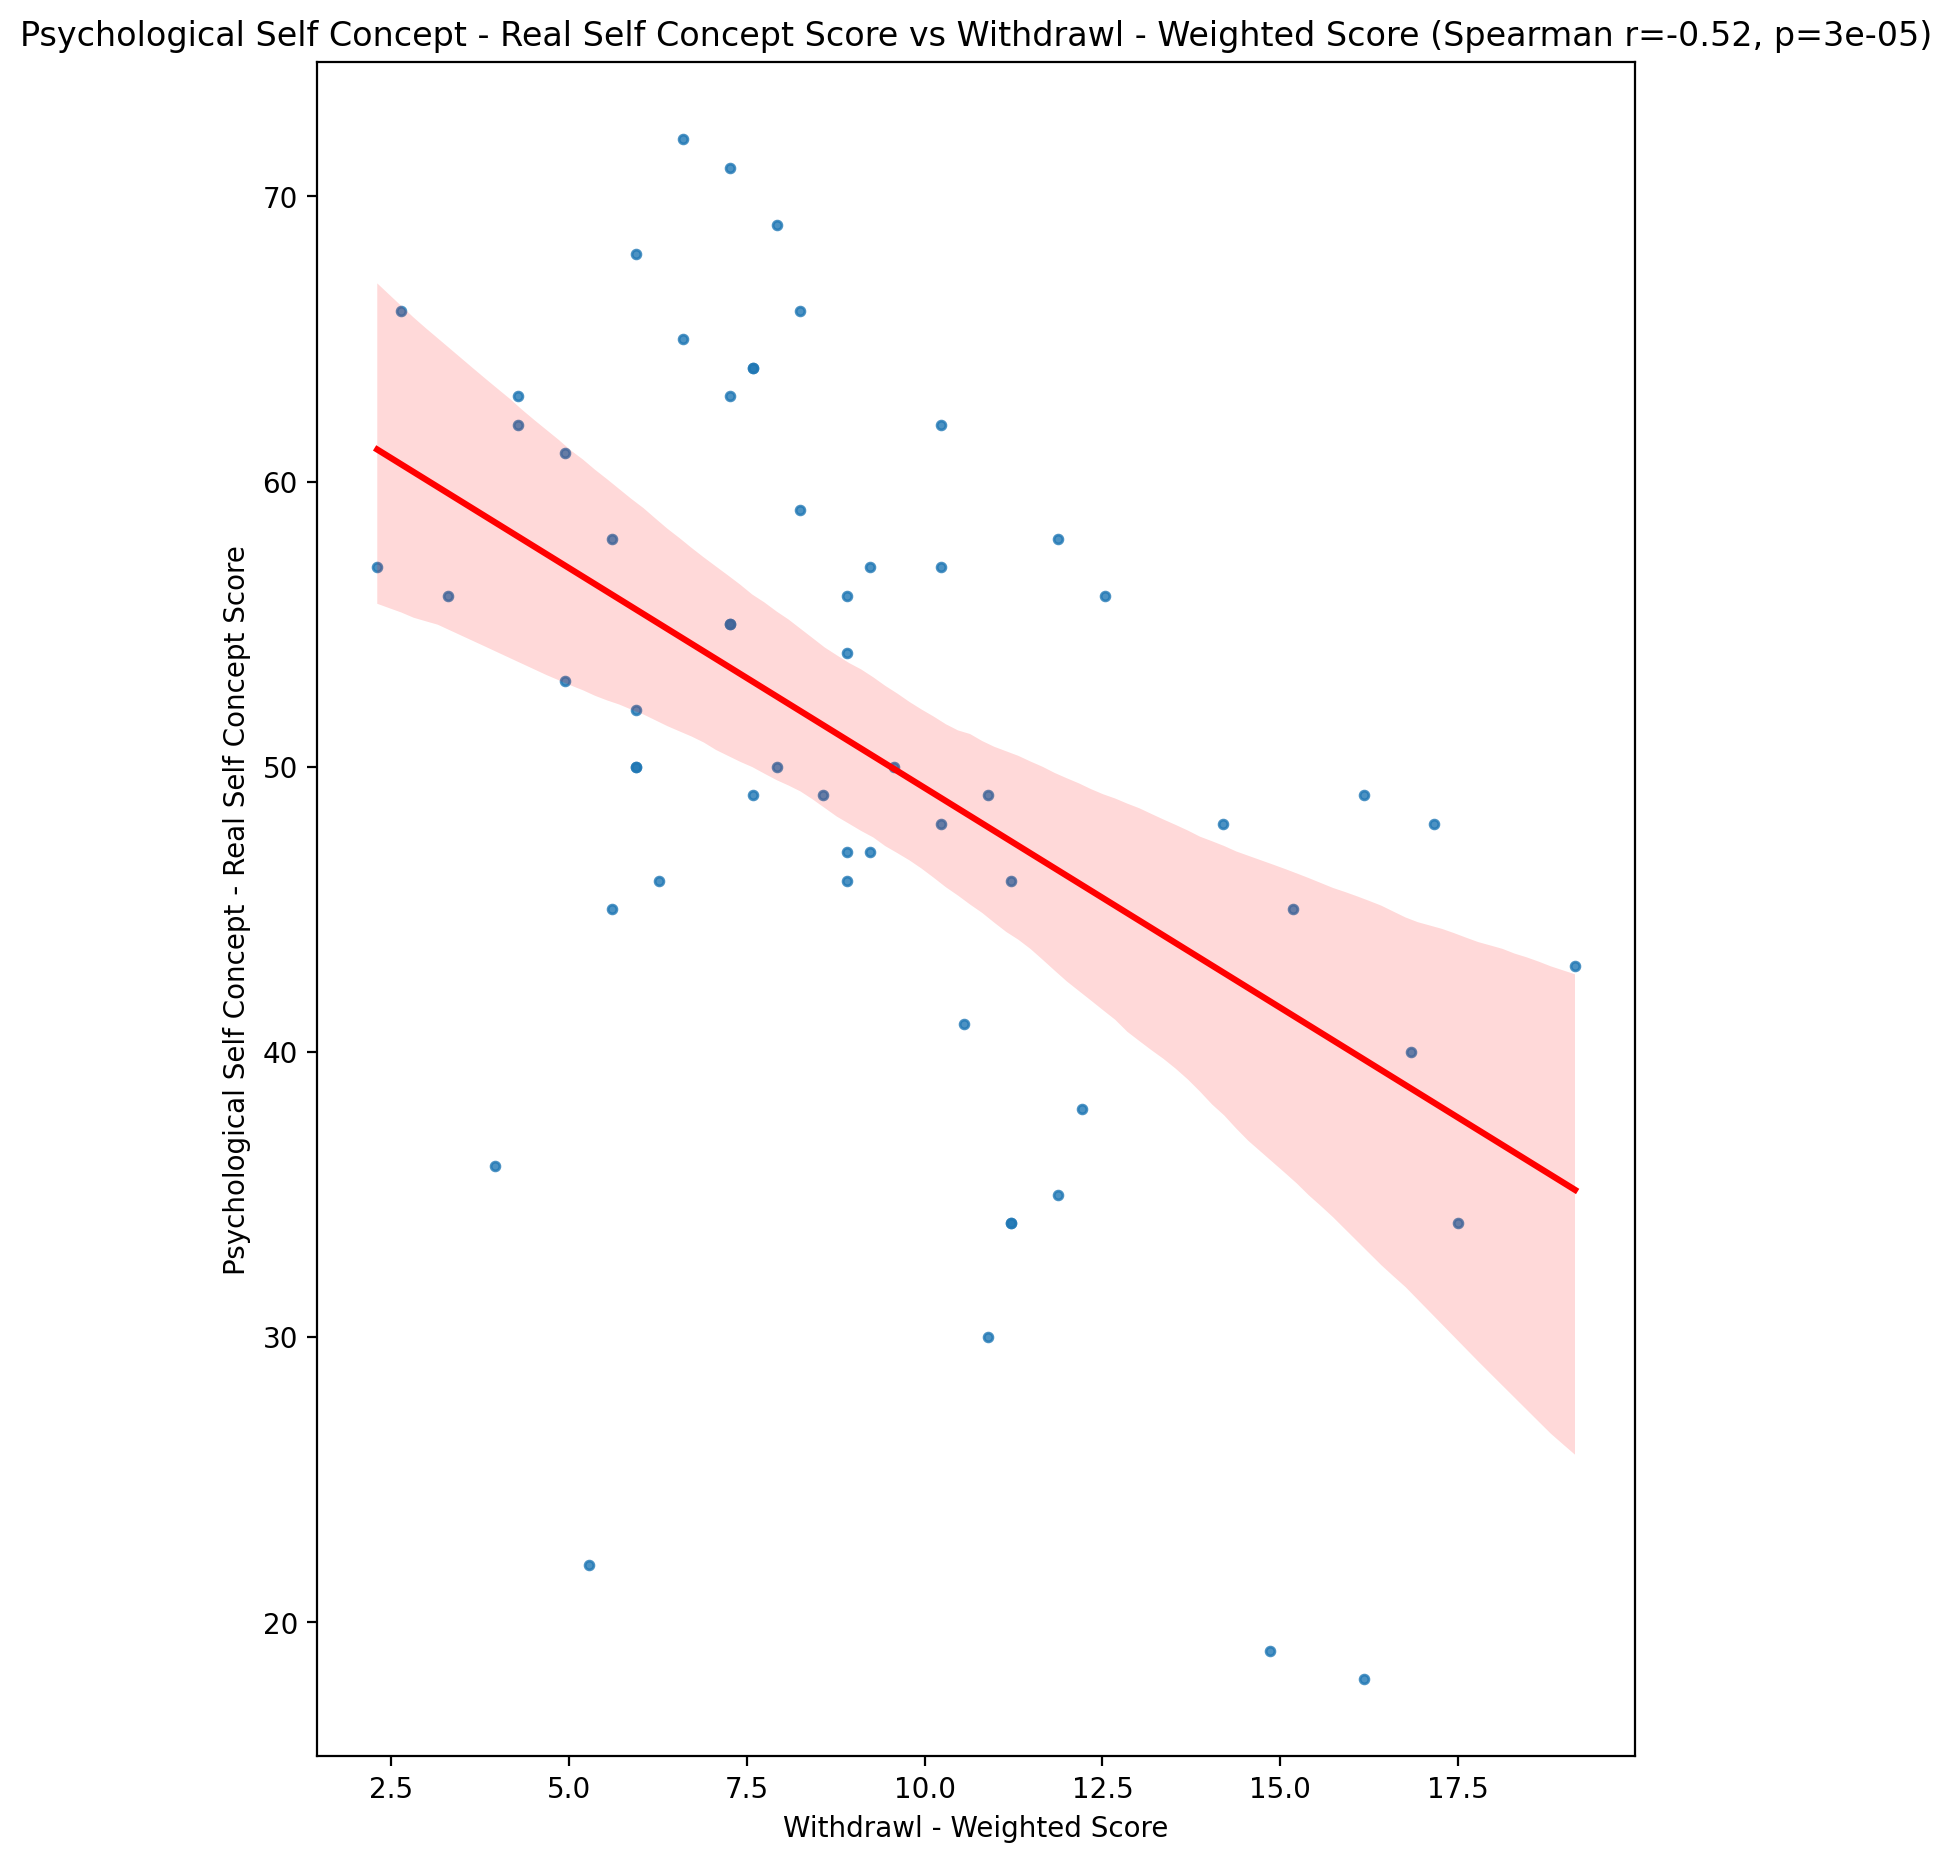 Psychological Self Concept - Real Self Concept Score vs Withdrawl - Weighted Score (Spearman r=-0.52, p=3e-05)
Psychological Self Concept - Real Self Concept Score
70
60
50
40
30
20
2.5 5.0 7.5 10.0 12.5 15.0 17.5
Withdrawl - Weighted Score